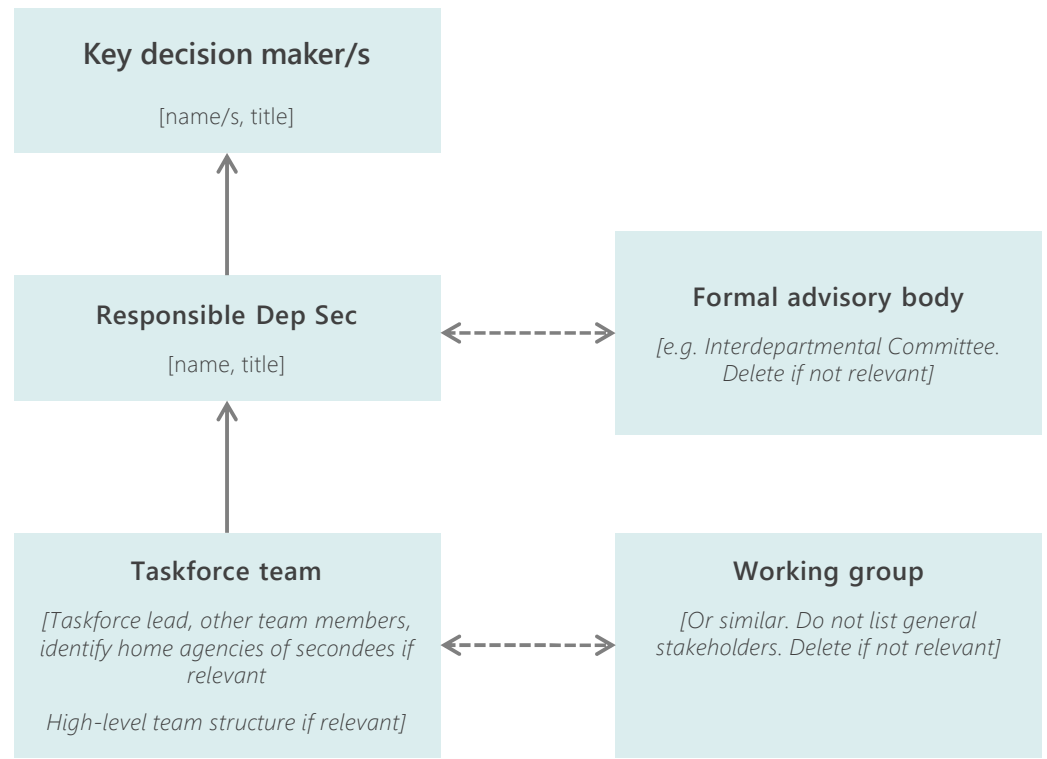 Key decision maker/s
[name/s, title]
Responsible Dep Sec
[name, title]
Formal advisory body
[e.g. Interdepartmental Committee.
Delete if not relevant]
Taskforce team
[Taskforce lead, other team members,
identify home agencies of secondees if
relevant
High-level team structure if relevant]
Working group
[Or similar. Do not list general
stakeholders. Delete if not relevant]